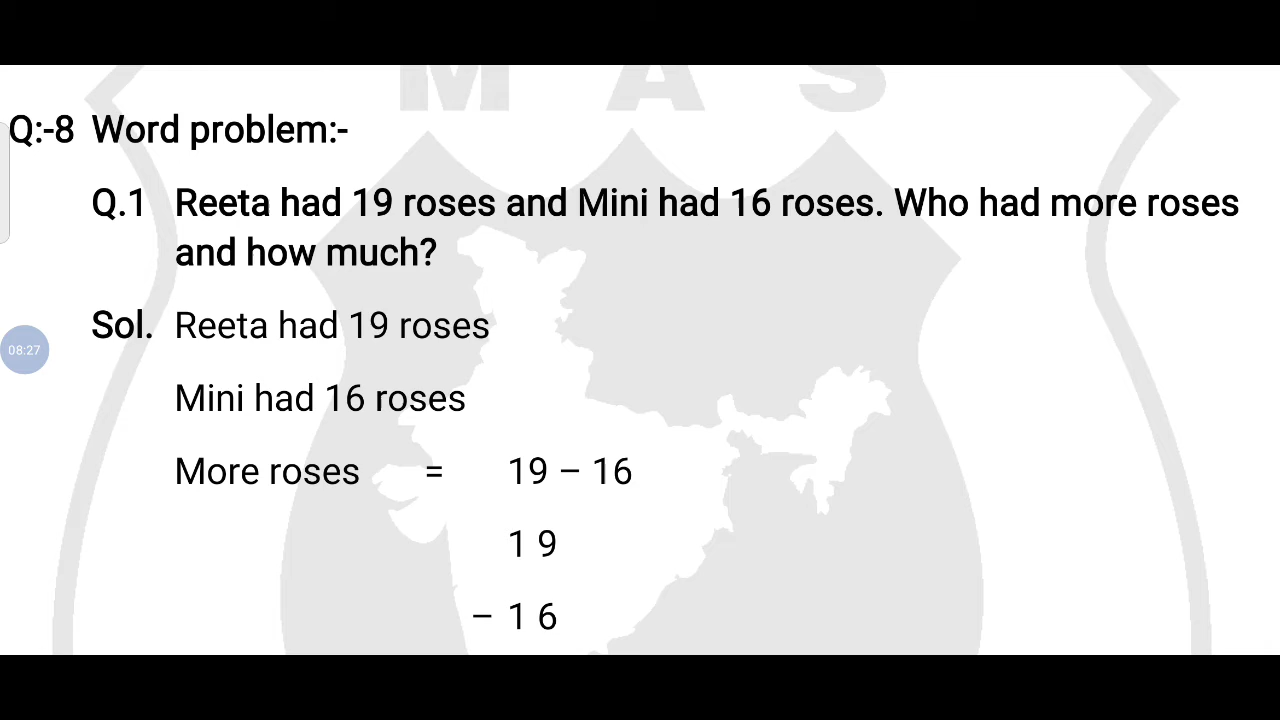 M A S
Q:-8 Word problem:-
Q.1 Reeta had 19 roses and Mini had 16 roses. Who had more roses
and how much?
Sol. Reeta had 19 roses
08:27
Mini had 16 roses
More roses = 19 – 16
1 9
– 1 6